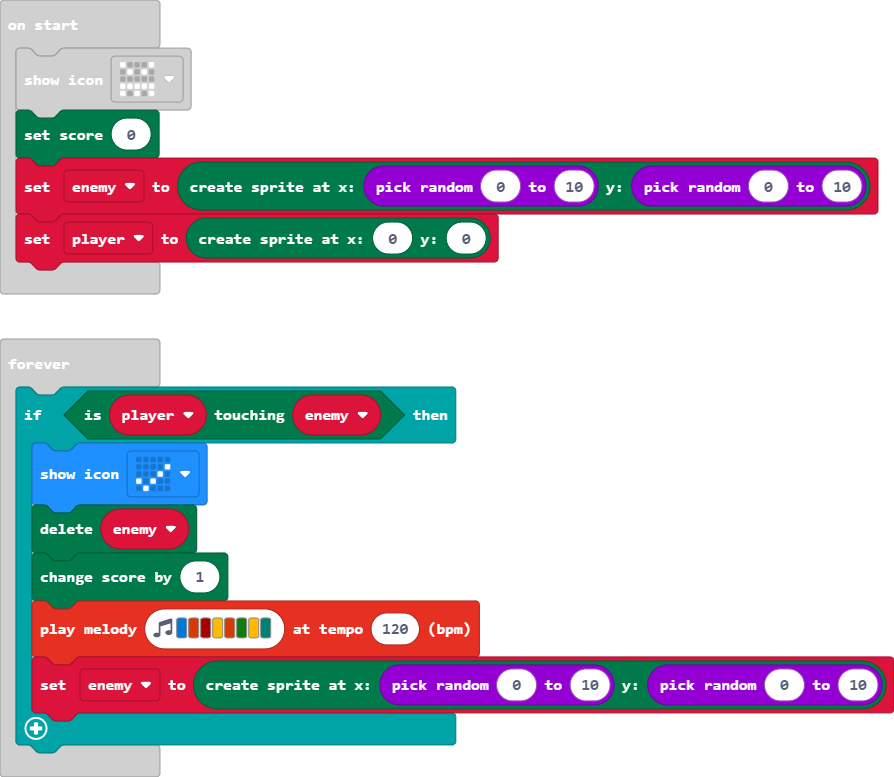 on start
show icon
set score 0
set enemy to create sprite at x: pick random 0 to 10 y: pick random 0 to 10
set player to create sprite at x: 0 y: 0
forever
if is player touching enemy then
show icon
delete enemy
change score by 1
play melody at tempo 120 (bpm)
set enemy to create sprite at x: pick random 0 to 10 y: pick random 0 to 10